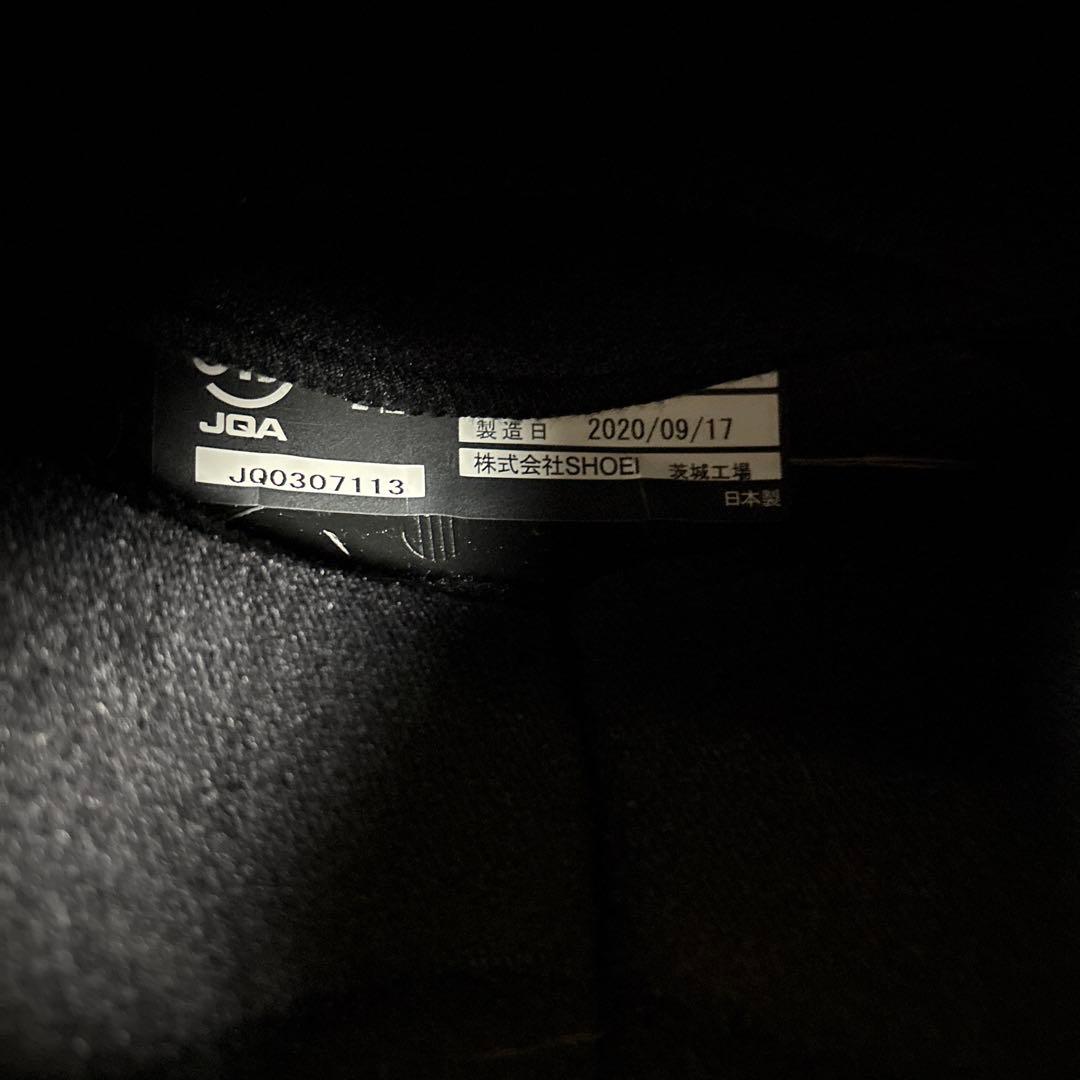 JQA
JQ0307113
製造日 2020/09/17
株式会社SHOEI 茨城工場
日本製